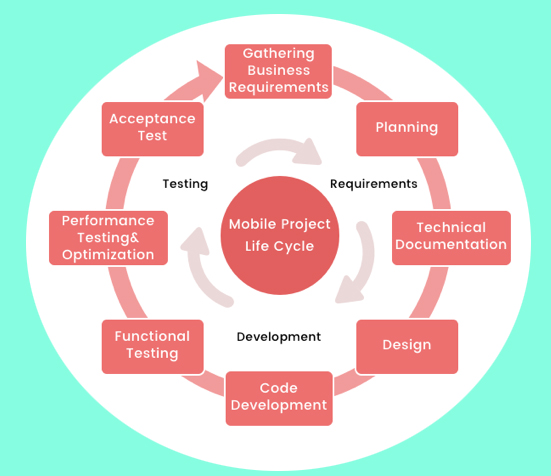 Gathering
Business
Requirements
Planning
Technical
Documentation
Design
Code
Development
Functional
Testing
Performance
Testing&
Optimization
Acceptance
Test
Requirements
Development
Testing
Mobile Project
Life Cycle